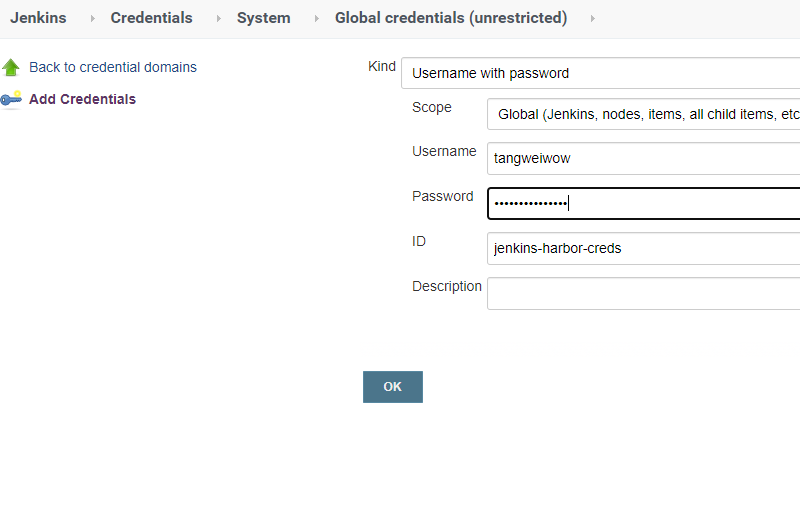 Jenkins Credentials System Global credentials (unrestricted)
Back to credential domains
Add Credentials
Kind Username with password
Scope Global (Jenkins, nodes, items, all child items, etc
Username tangweiwow
Password •••••••••••••••
ID jenkins-harbor-creds
Description
OK